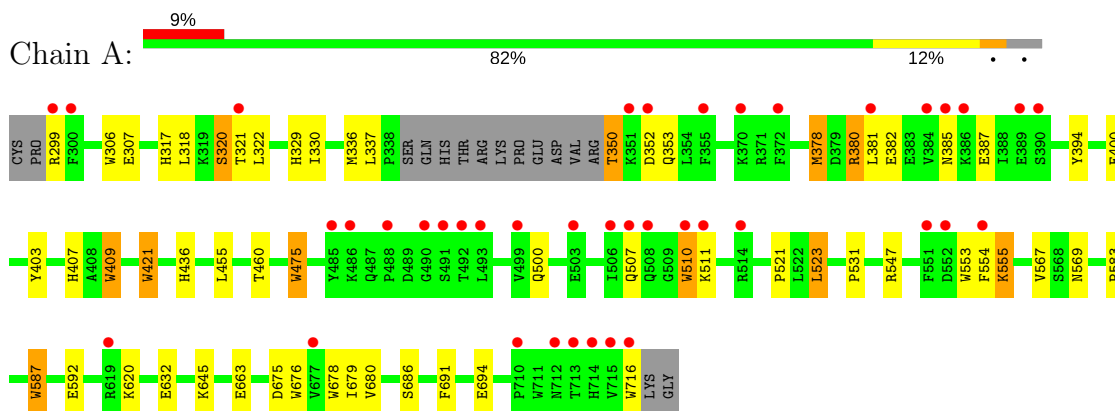 9%
Chain A:
82% 12% • •
CYS PRO R299 F300 W306 E307 H317 L318 K319 S320 T321 L322 H329 I330 M336 L337 P338 SER GLN HIS THR ARG LYS PRO GLU ASP VAL ARG T350 K351 D352 Q353 L354 F355 K370 R371 F372 M378 D379 R380 L381 E382 E383 V384 N385 K386 E387 I388 E389 S390 Y394
Y403 H407 A408 W409 W421 H436 L455 T460 W475 Y485 K486 Q487 P488 D489 G490 S491 T492 L493 V499 Q500 E503 I506 Q507 Q508 G509 W510 K511 R514 P521 L522 L523 P531 R547 F551 D552 W553 F554 K555 V567 S568 N569
W587 E592 R619 K620 E632 K645 E663 D675 W676 V677 W678 I679 V680 S686 F691 E694 P710 W711 N712 T713 H714 V715 W716 LYS GLY